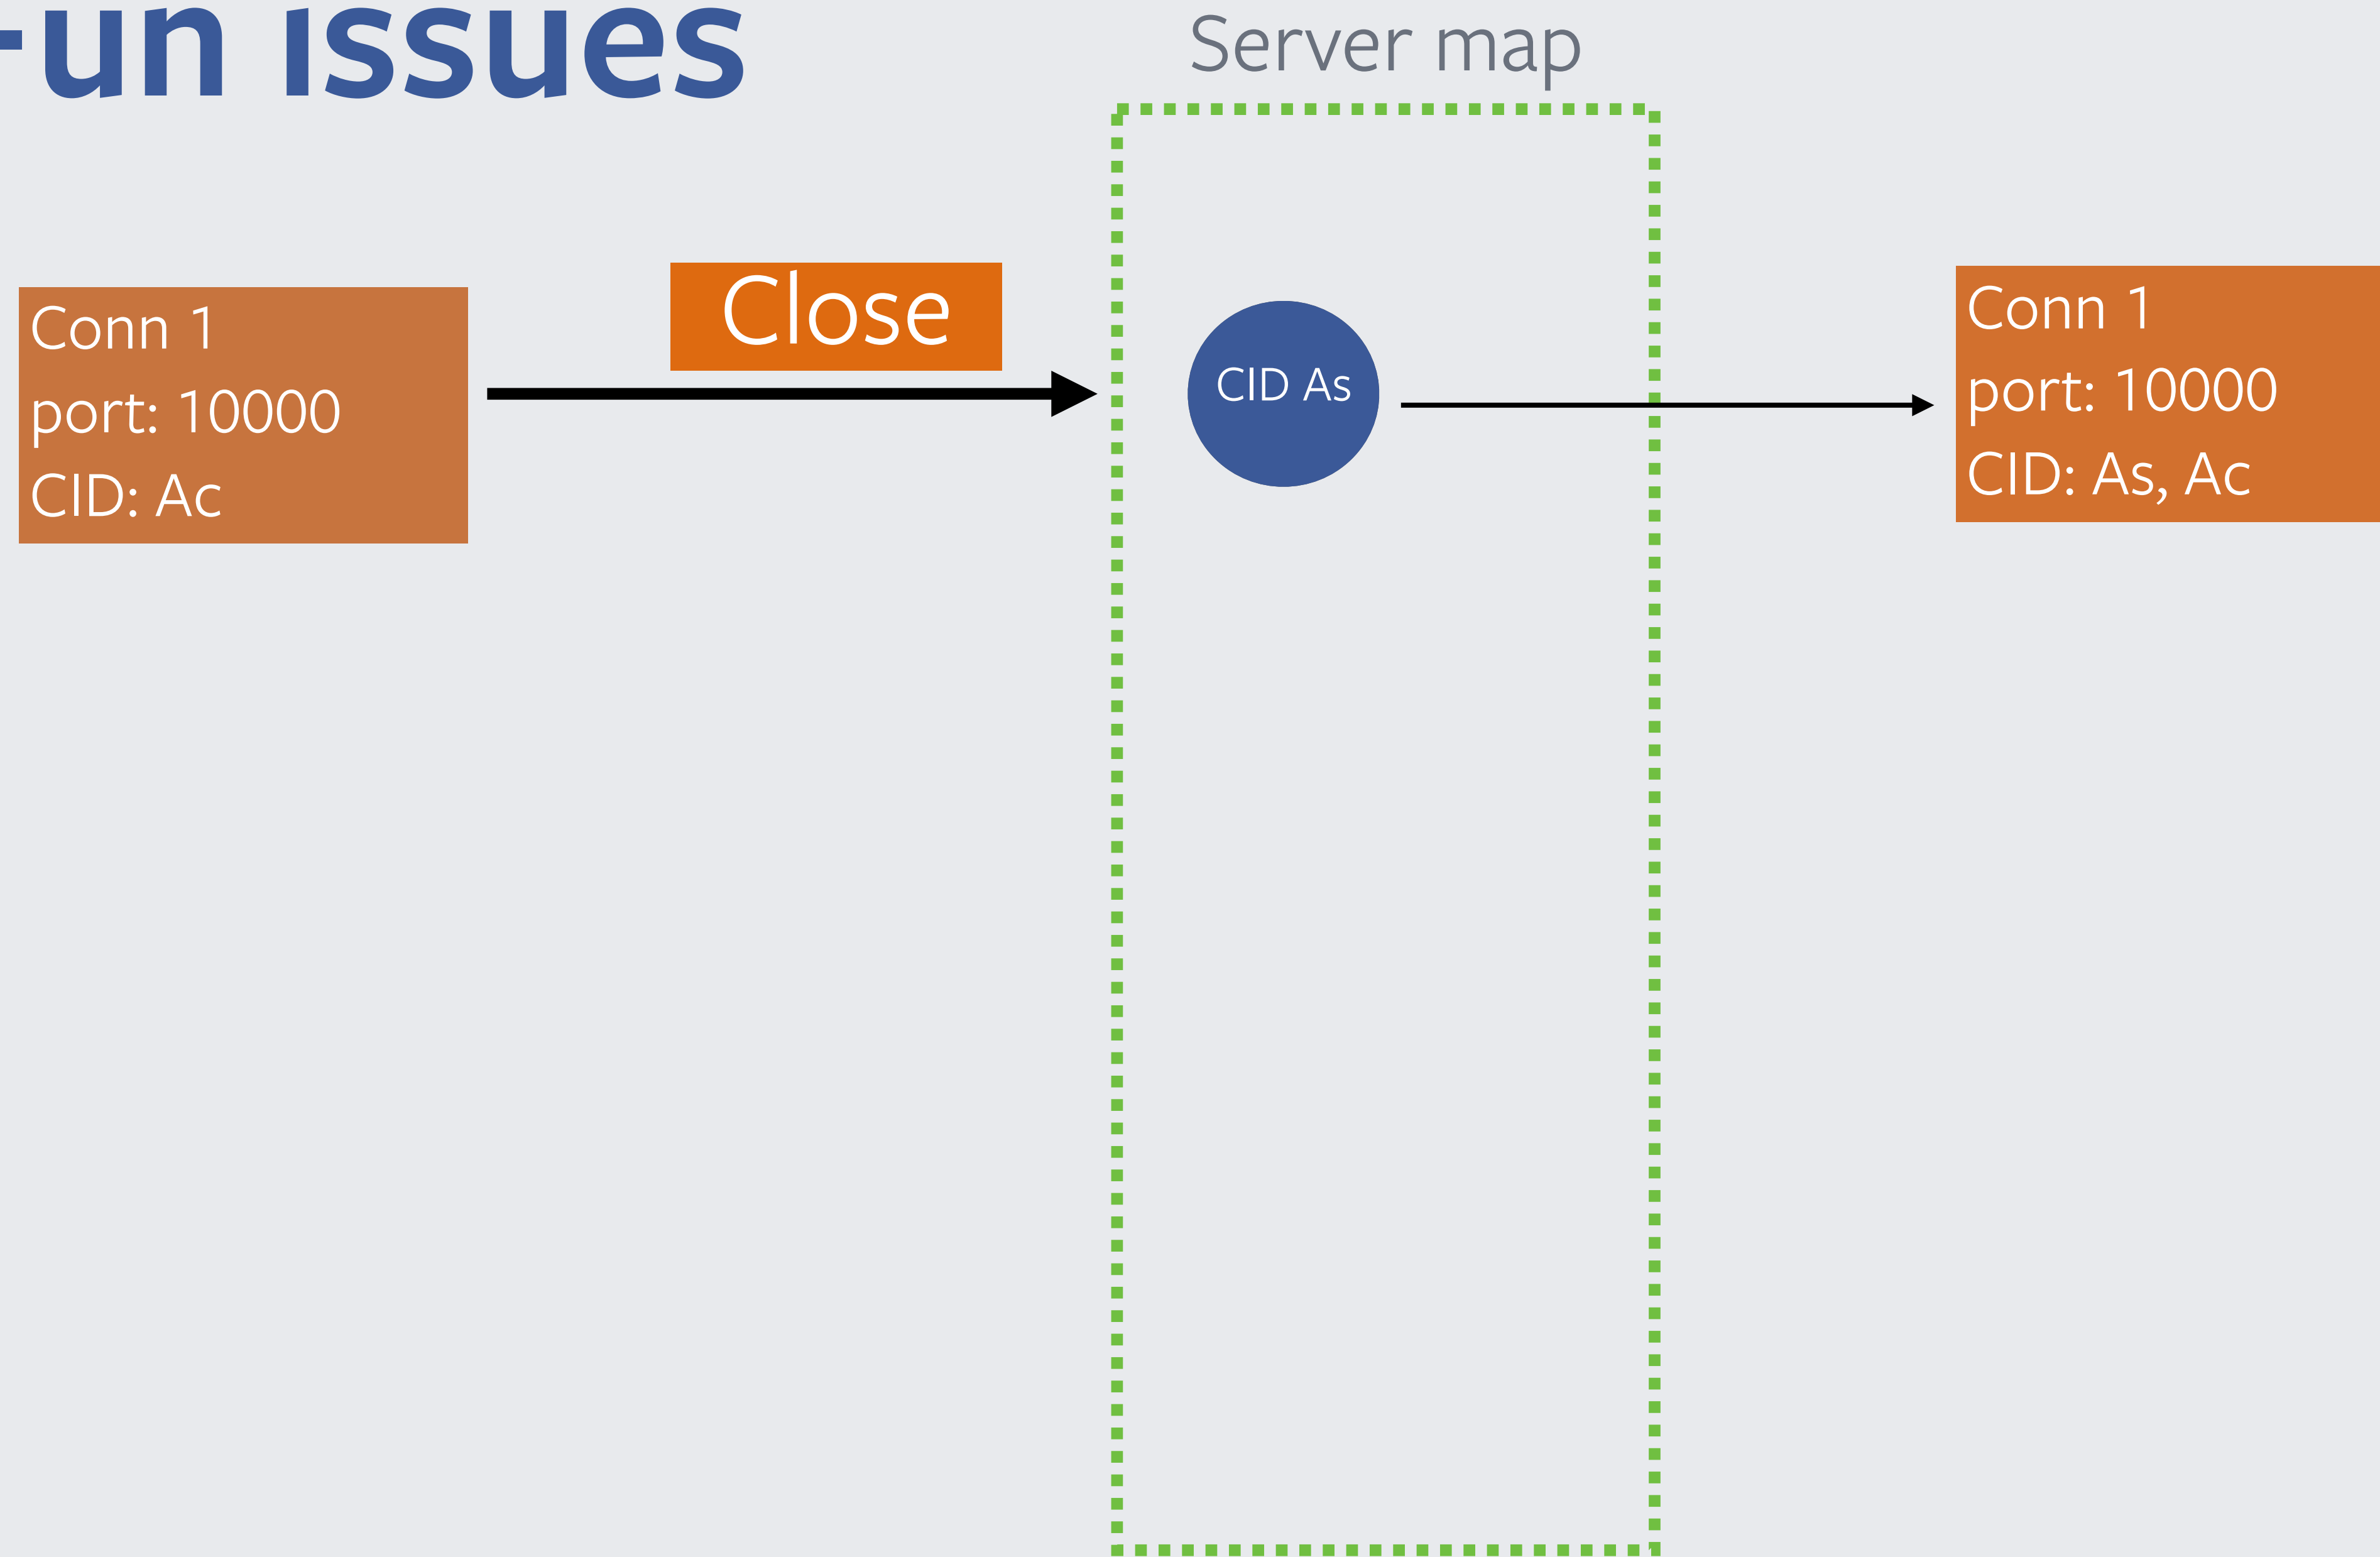 un issues
Server map
Close
Conn 1
port: 10000
CID: Ac
CID As
Conn 1
port: 10000
CID: As, Ac